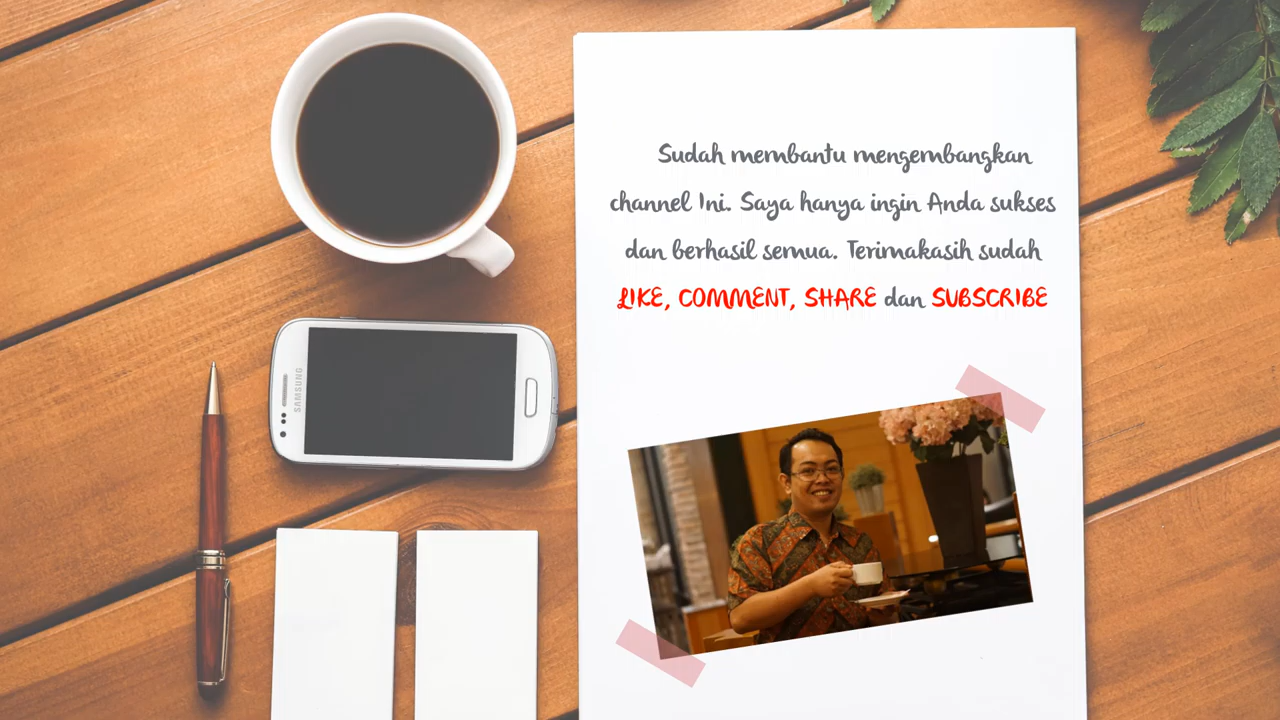 Sudah membantu mengembangkan
channel Ini. Saya hanya ingin Anda sukses
dan berhasil semua. Terimakasih sudah
LIKE, COMMENT, SHARE dan SUBSCRIBE
SAMSUNG